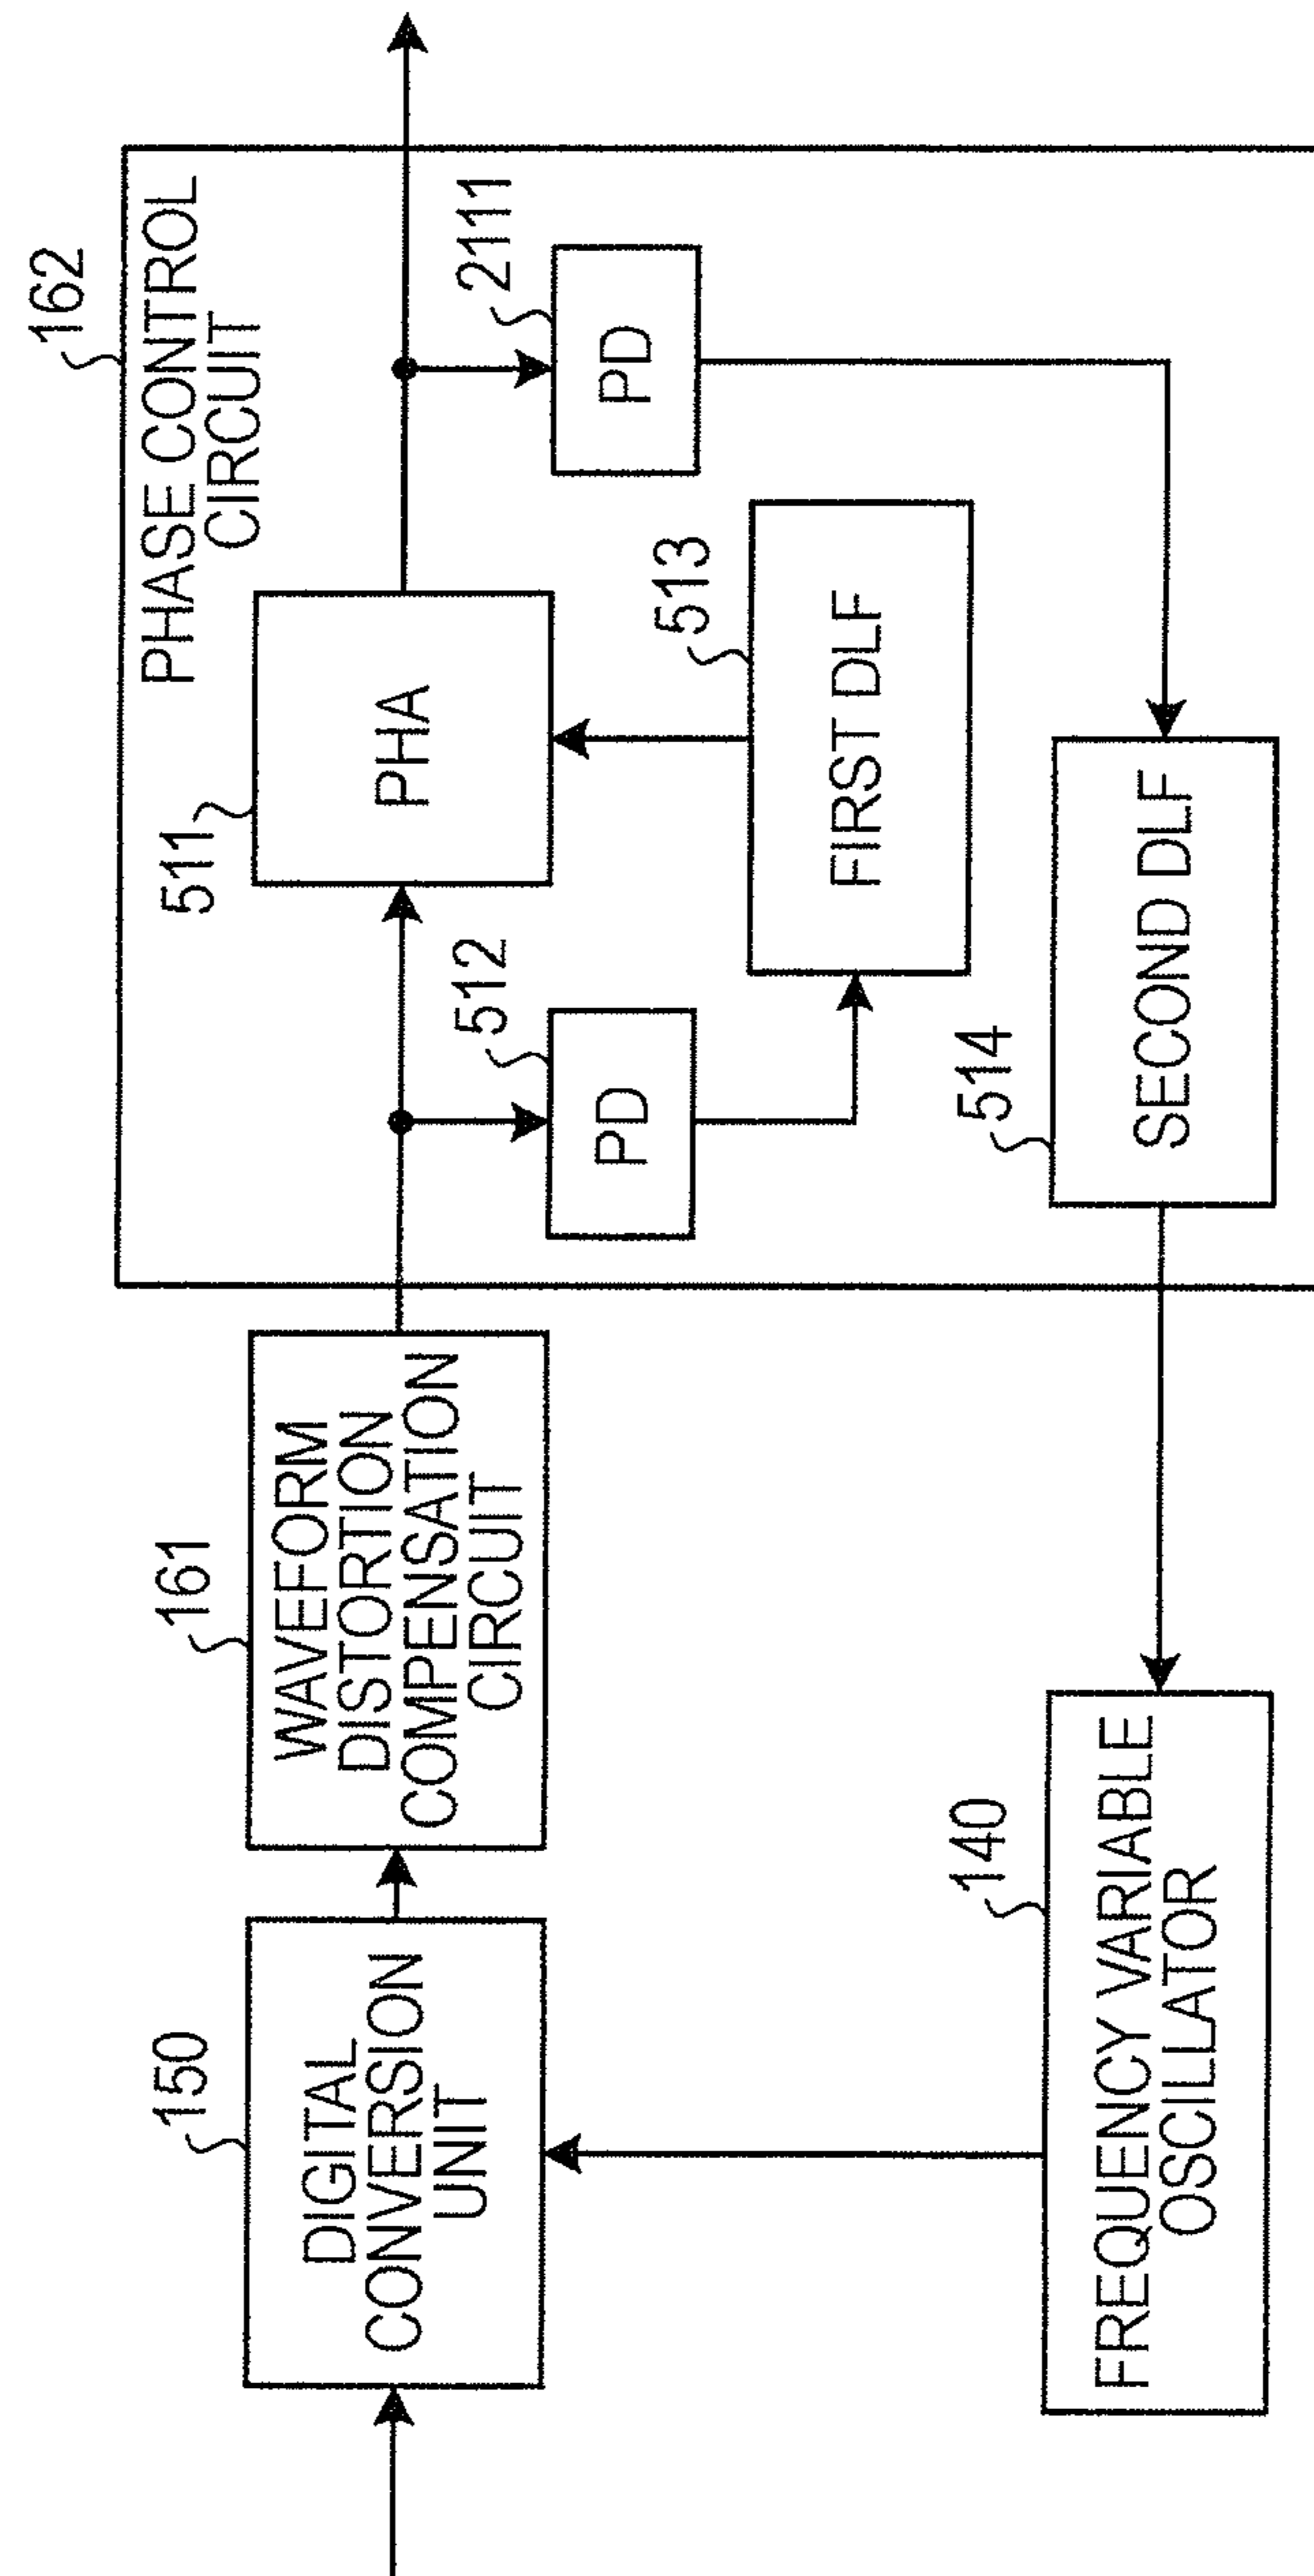 162
PHASE CONTROL
CIRCUIT
150
DIGITAL
CONVERSION
UNIT
161
WAVEFORM
DISTORTION
COMPENSATION
CIRCUIT
511
PHA
512
PD
2111
PD
513
FIRST DLF
514
SECOND DLF
140
FREQUENCY VARIABLE
OSCILLATOR